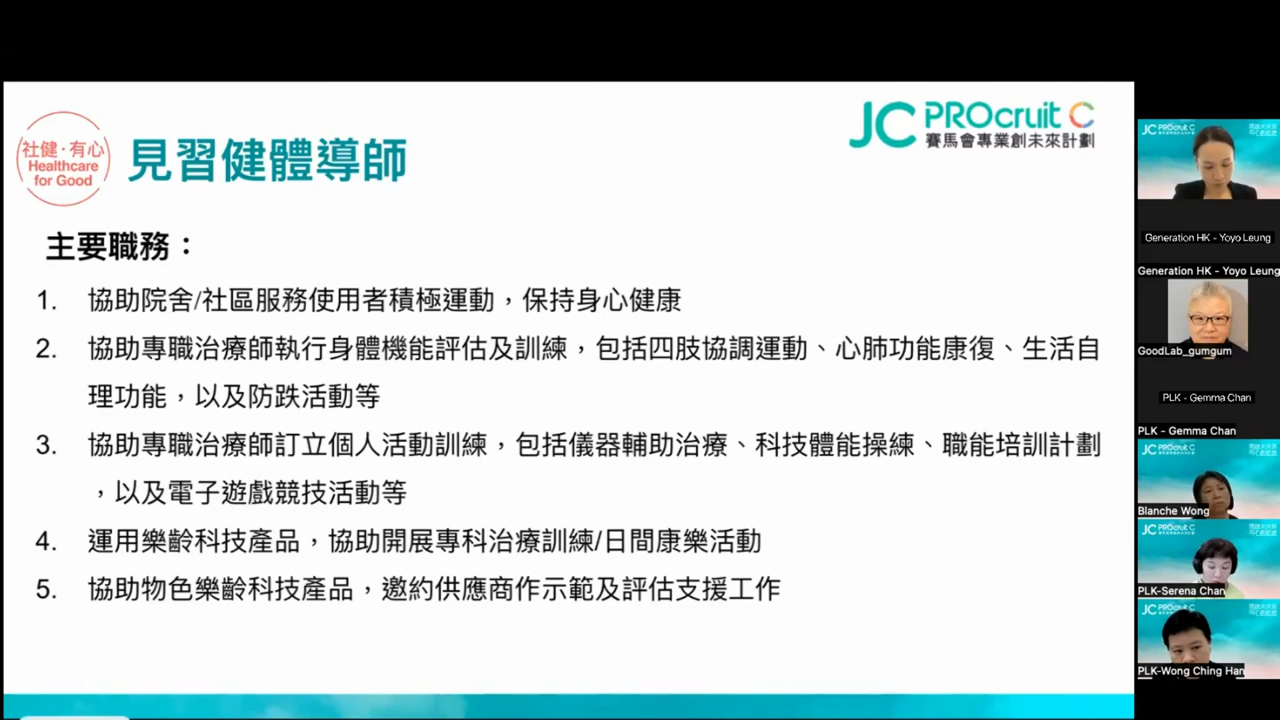 社健·有心
Healthcare
for Good
見習健體導師
JC PROcruit C
賽馬會專業創未來計劃
主要職務：
1. 協助院舍/社區服務使用者積極運動，保持身心健康
2. 協助專職治療師執行身體機能評估及訓練，包括四肢協調運動、心肺功能康復、生活自
理功能，以及防跌活動等
3. 協助專職治療師訂立個人活動訓練，包括儀器輔助治療、科技體能操練、職能培訓計劃
，以及電子遊戲競技活動等
4. 運用樂齡科技產品，協助開展專科治療訓練/日間康樂活動
5. 協助物色樂齡科技產品，邀約供應商作示範及評估支援工作
JC PROcruit C
Generation HK - Yoyo Leung
Generation HK - Yoyo Leung
GoodLab_gumgum
PLK - Gemma Chan
PLK - Gemma Chan
JC PROcruit C
Blanche Wong
JC PROcruit C
PLK-Serena Chan
JC PROcruit C
PLK-Wong Ching Han